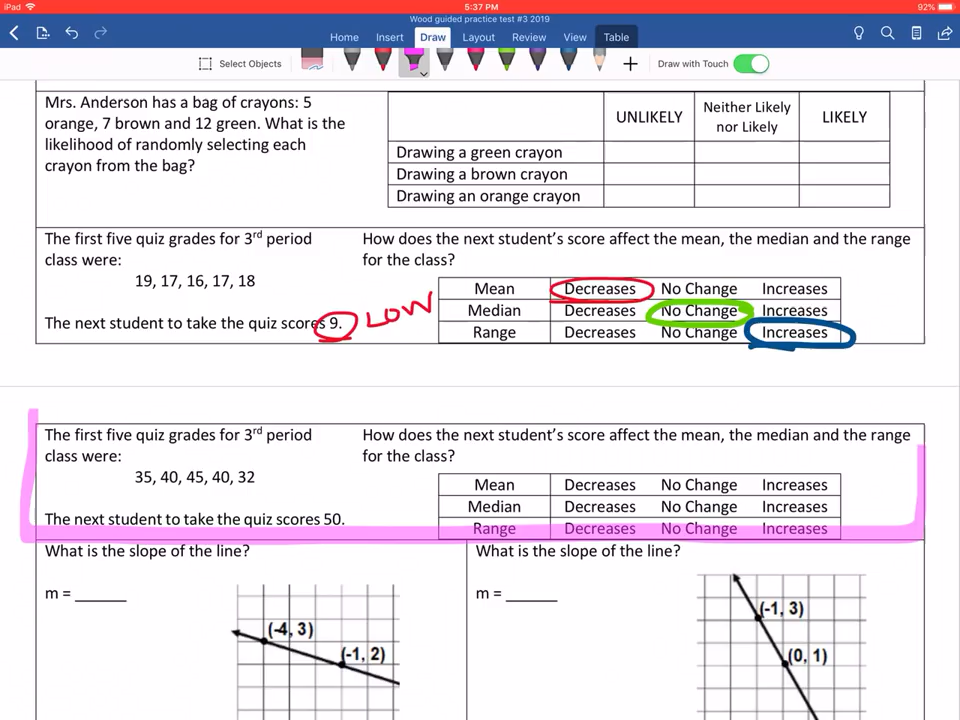 iPad 5:37 PM 92%
Wood guided practice test #3 2019
Home Insert Draw Layout Review View Table
Select Objects Draw with Touch
Mrs. Anderson has a bag of crayons: 5
orange, 7 brown and 12 green. What is the
likelihood of randomly selecting each
crayon from the bag?
UNLIKELY Neither Likely nor Likely LIKELY
Drawing a green crayon
Drawing a brown crayon
Drawing an orange crayon
The first five quiz grades for 3rd period
class were:
19, 17, 16, 17, 18
The next student to take the quiz scores 9.
LOW
How does the next student's score affect the mean, the median and the range
for the class?
Mean Decreases No Change Increases
Median Decreases No Change Increases
Range Decreases No Change Increases
The first five quiz grades for 3rd period
class were:
35, 40, 45, 40, 32
The next student to take the quiz scores 50.
How does the next student's score affect the mean, the median and the range
for the class?
Mean Decreases No Change Increases
Median Decreases No Change Increases
Range Decreases No Change Increases
What is the slope of the line?
m = ______
(-4, 3)
(-1, 2)
What is the slope of the line?
m = ______
(-1, 3)
(0, 1)